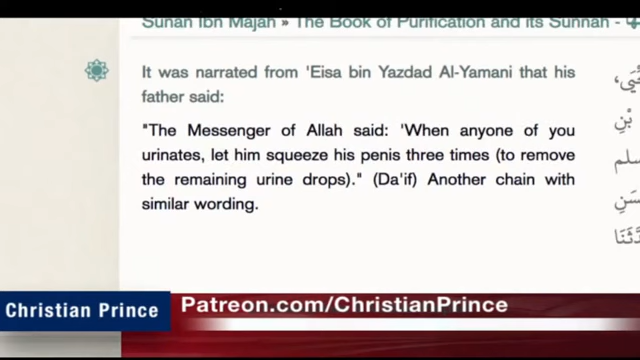 Sunan Ibn Majah » The Book of Purification and its Sunnah -
It was narrated from 'Eisa bin Yazdad Al-Yamani that his
father said:
"The Messenger of Allah said: 'When anyone of you
urinates, let him squeeze his penis three times (to remove
the remaining urine drops)." (Da'if) Another chain with
similar wording.
بْنِ
Christian Prince
Patreon.com/ChristianPrince